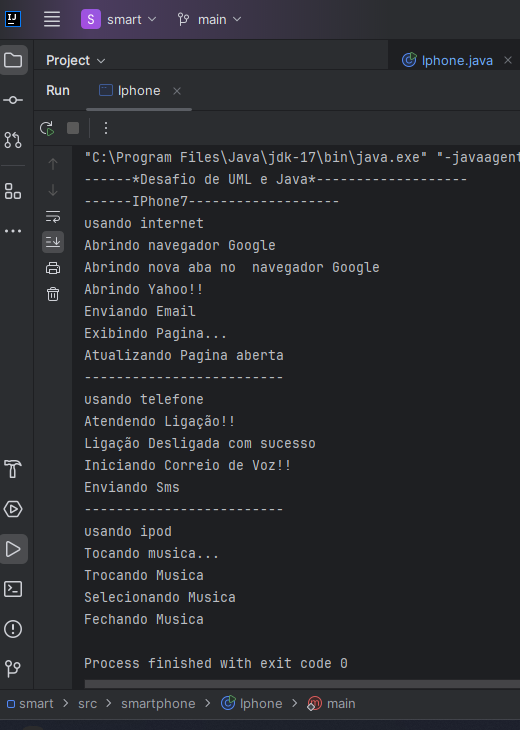 IJ
S smart
main
Project
Iphone.java
Run
Iphone
"C:\Program Files\Java\jdk-17\bin\java.exe" "-javaagent
------*Desafio de UML e Java*-------------------
------IPhone7-------------------
usando internet
Abrindo navegador Google
Abrindo nova aba no  navegador Google
Abrindo Yahoo!!
Enviando Email
Exibindo Pagina...
Atualizando Pagina aberta
-------------------------
usando telefone
Atendendo Ligação!!
Ligação Desligada com sucesso
Iniciando Correio de Voz!!
Enviando Sms
-------------------------
usando ipod
Tocando musica...
Trocando Musica
Selecionando Musica
Fechando Musica
Process finished with exit code 0
smart > src > smartphone > Iphone > main